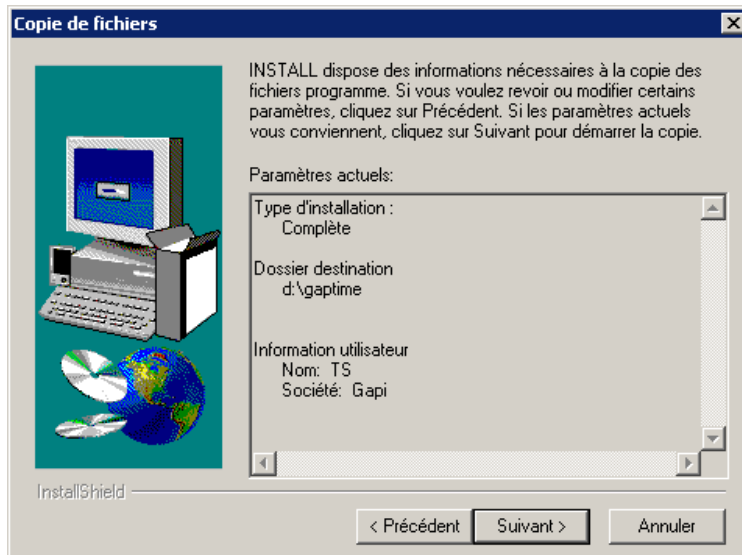 Copie de fichiers
INSTALL dispose des informations nécessaires à la copie des
fichiers programme. Si vous voulez revoir ou modifier certains
paramètres, cliquez sur Précédent. Si les paramètres actuels
vous conviennent, cliquez sur Suivant pour démarrer la copie.
Paramètres actuels:
Type d'installation :
Complète
Dossier destination
d:\gaptime
Information utilisateur
Nom: TS
Société: Gapi
InstallShield
< Précédent
Suivant >
Annuler